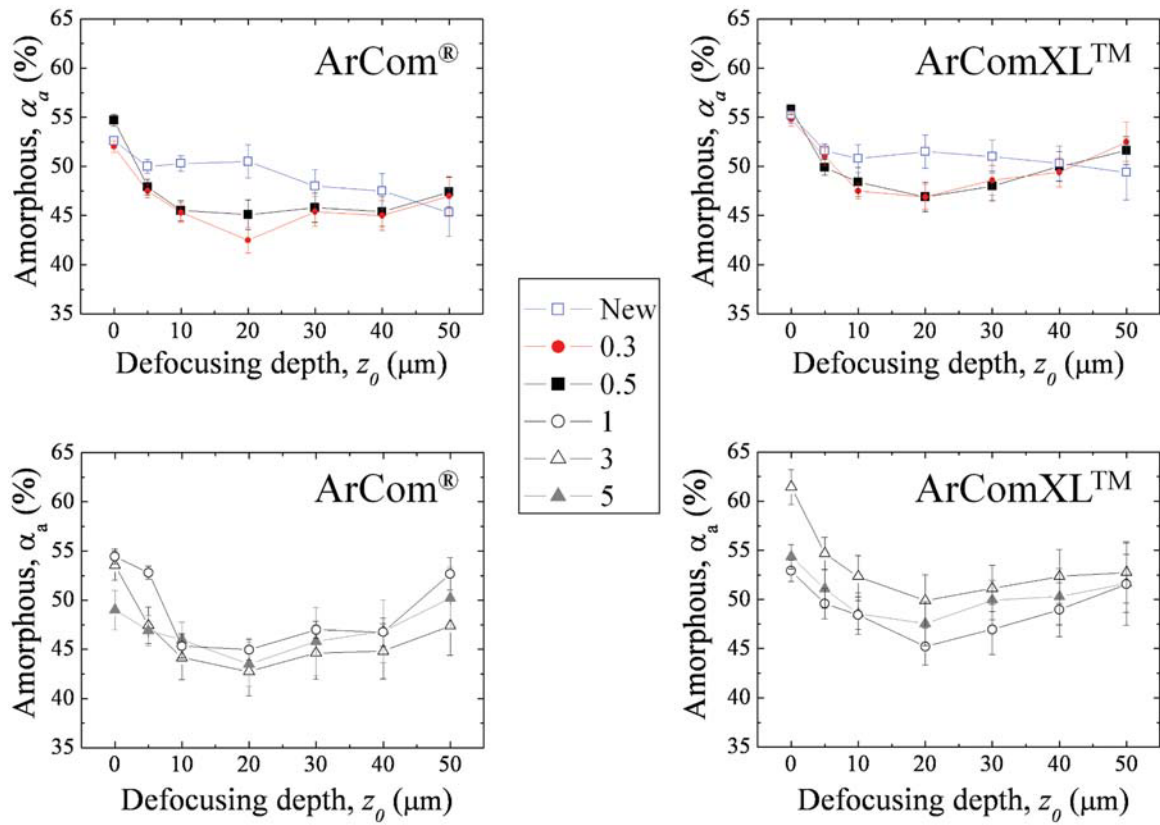 ArCom®
Amorphous, αa (%)
65
60
55
50
45
40
35
0 10 20 30 40 50
Defocusing depth, z0 (μm)
ArComXL™
Amorphous, αa (%)
65
60
55
50
45
40
35
0 10 20 30 40 50
Defocusing depth, z0 (μm)
New
0.3
0.5
1
3
5
ArCom®
Amorphous, αa (%)
65
60
55
50
45
40
35
0 10 20 30 40 50
Defocusing depth, z0 (μm)
ArComXL™
Amorphous, αa (%)
65
60
55
50
45
40
35
0 10 20 30 40 50
Defocusing depth, z0 (μm)